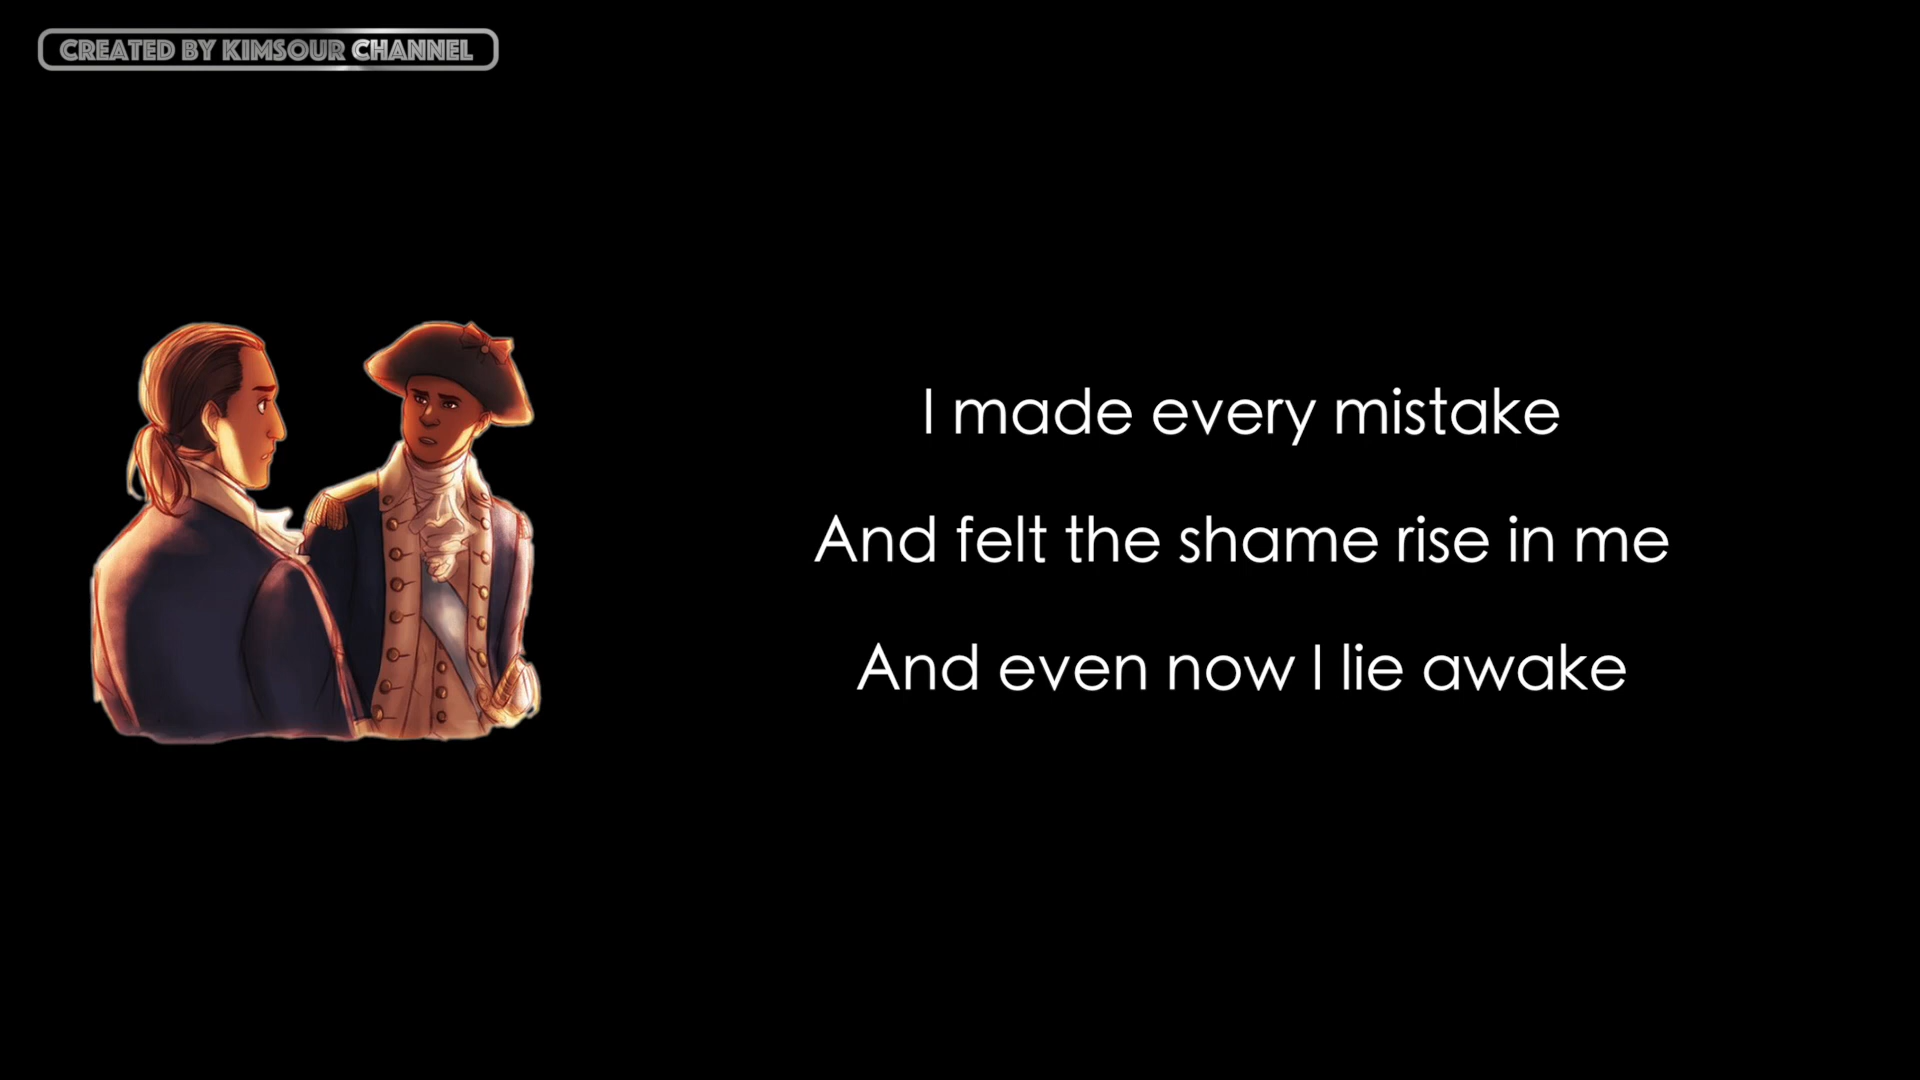 CREATED BY KIMSOUR CHANNEL
I made every mistake
And felt the shame rise in me
And even now I lie awake